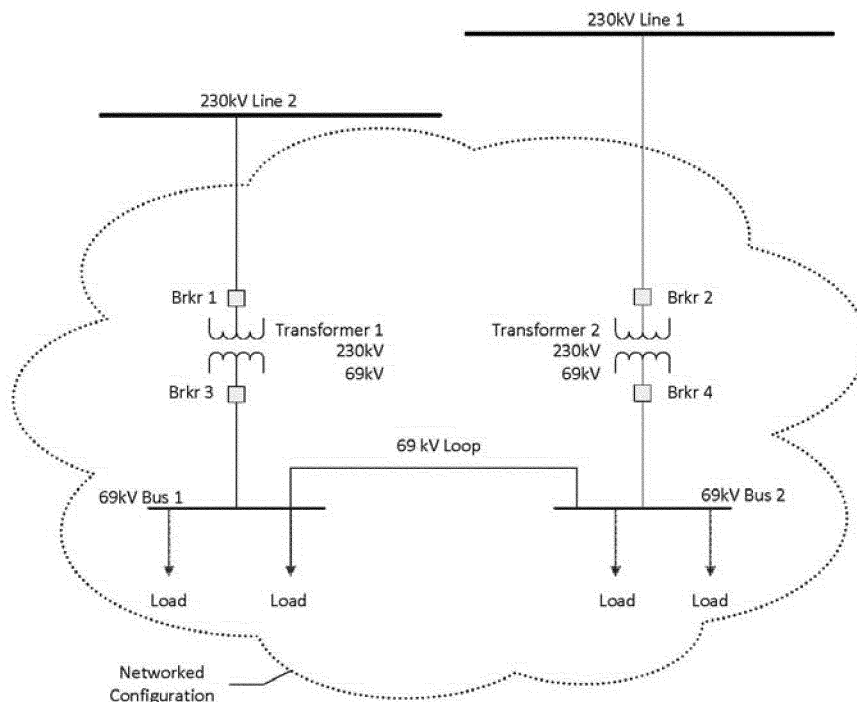 230kV Line 1
230kV Line 2
Brkr 1
Brkr 2
Transformer 1
230kV
69kV
Transformer 2
230kV
69kV
Brkr 3
Brkr 4
69 kV Loop
69kV Bus 1
69kV Bus 2
Load
Load
Load
Load
Networked
Configuration